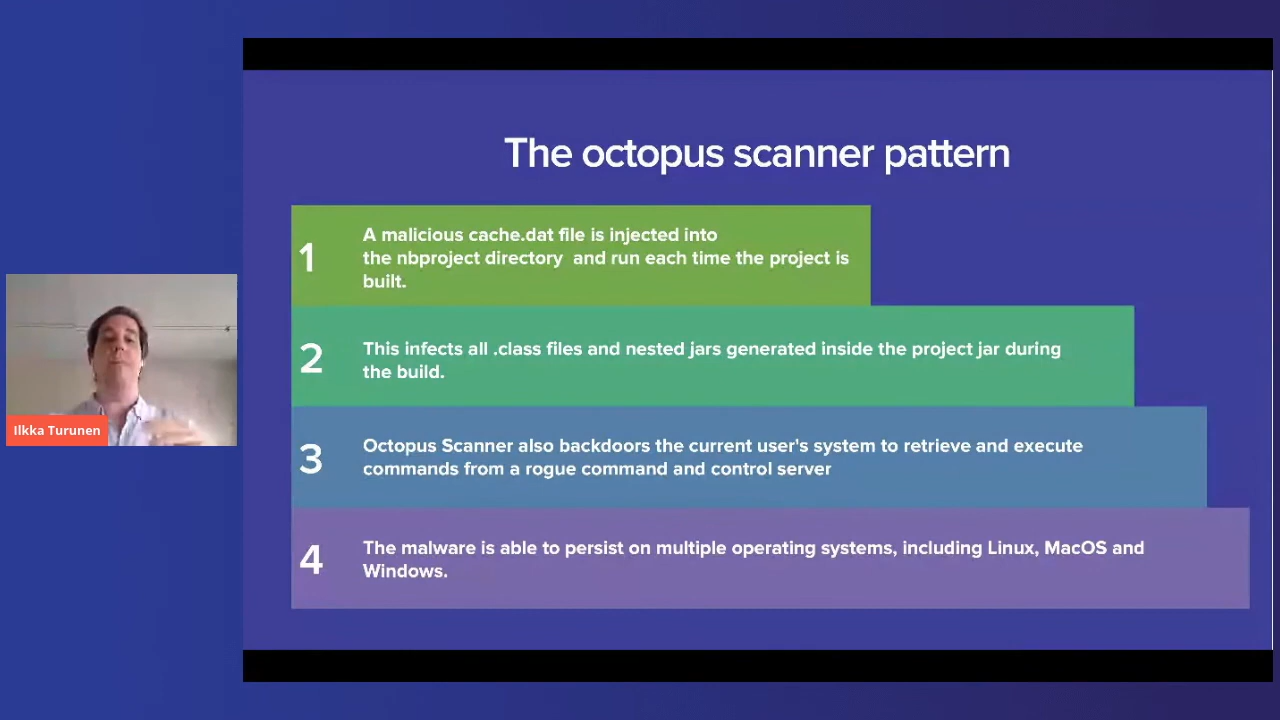 The octopus scanner pattern
1
A malicious cache.dat file is injected into
the nbproject directory  and run each time the project is
built.
2
This infects all .class files and nested jars generated inside the project jar during
the build.
3
Octopus Scanner also backdoors the current user's system to retrieve and execute
commands from a rogue command and control server
4
The malware is able to persist on multiple operating systems, including Linux, MacOS and
Windows.
Ilkka Turunen